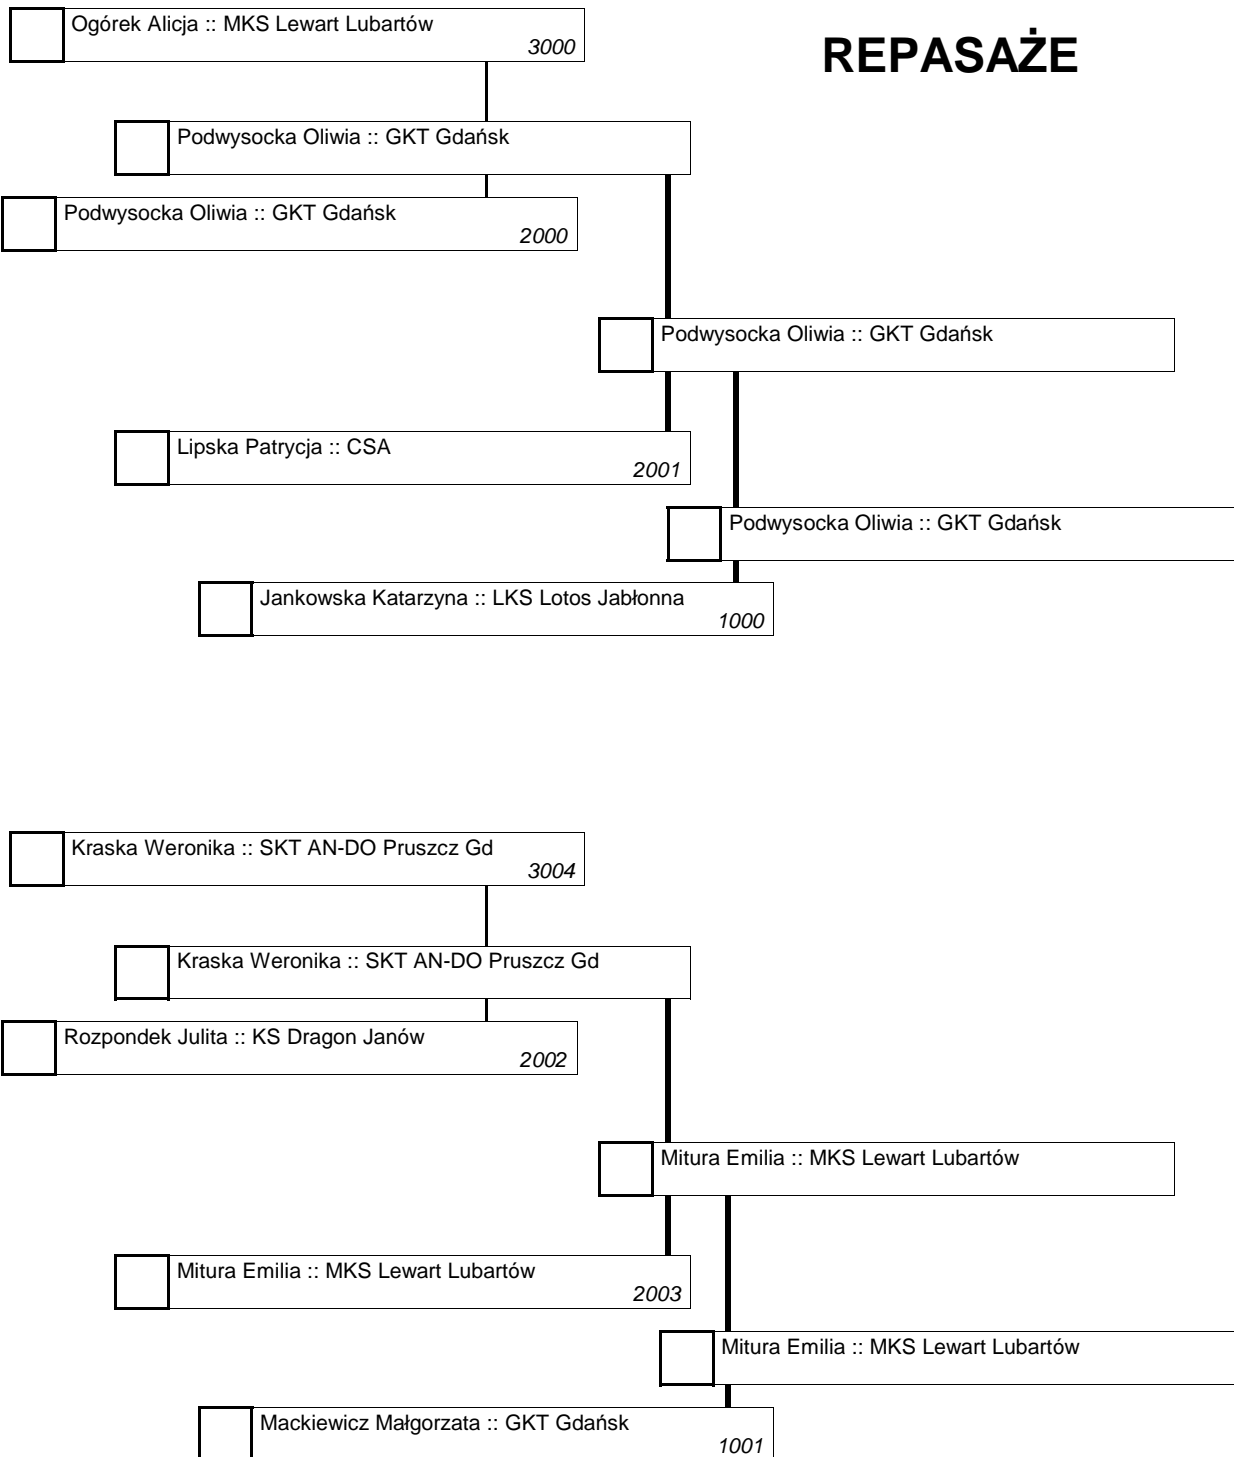 Ogórek Alicja :: MKS Lewart Lubartów
3000
REPASAŻE
Podwysocka Oliwia :: GKT Gdańsk
Podwysocka Oliwia :: GKT Gdańsk
2000
Podwysocka Oliwia :: GKT Gdańsk
Lipska Patrycja :: CSA
2001
Podwysocka Oliwia :: GKT Gdańsk
Jankowska Katarzyna :: LKS Lotos Jabłonna
1000
Kraska Weronika :: SKT AN-DO Pruszcz Gd
3004
Kraska Weronika :: SKT AN-DO Pruszcz Gd
Rozpondek Julita :: KS Dragon Janów
2002
Mitura Emilia :: MKS Lewart Lubartów
Mitura Emilia :: MKS Lewart Lubartów
2003
Mitura Emilia :: MKS Lewart Lubartów
Mackiewicz Małgorzata :: GKT Gdańsk
1001